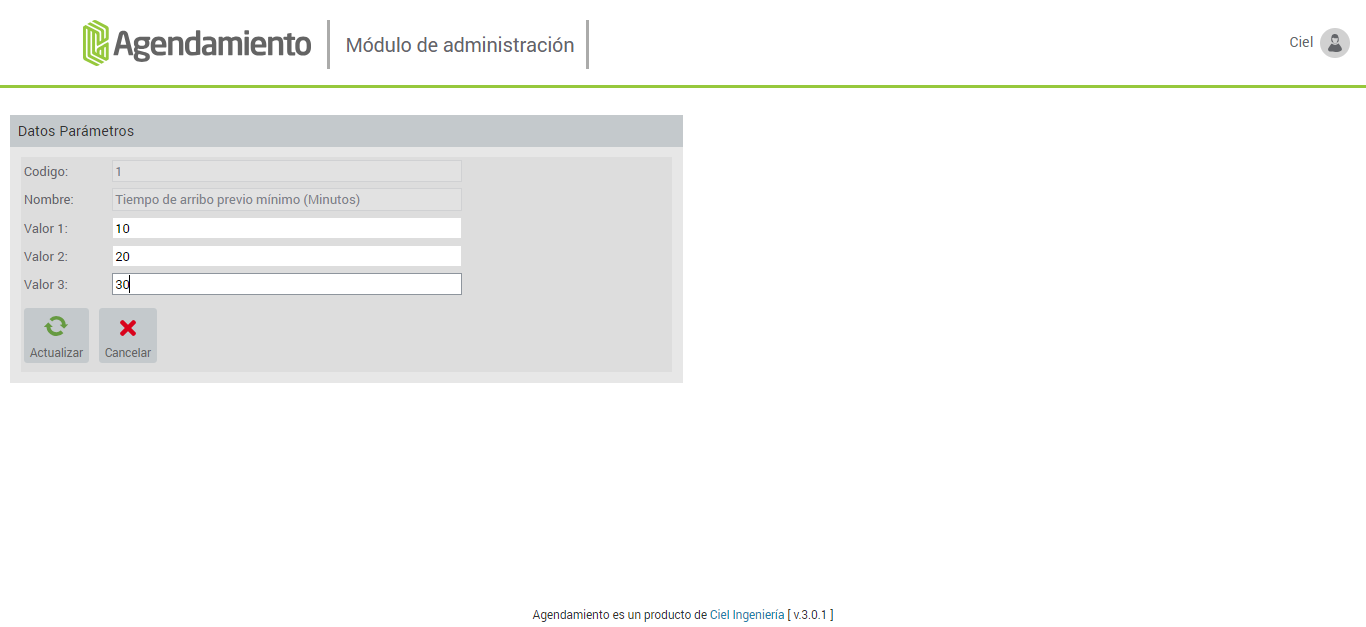 Agendamiento
Módulo de administración
Ciel
Datos Parámetros
Codigo: 1
Nombre: Tiempo de arribo previo mínimo (Minutos)
Valor 1: 10
Valor 2: 20
Valor 3: 30
Actualizar Cancelar
Agendamiento es un producto de Ciel Ingeniería [ v.3.0.1 ]